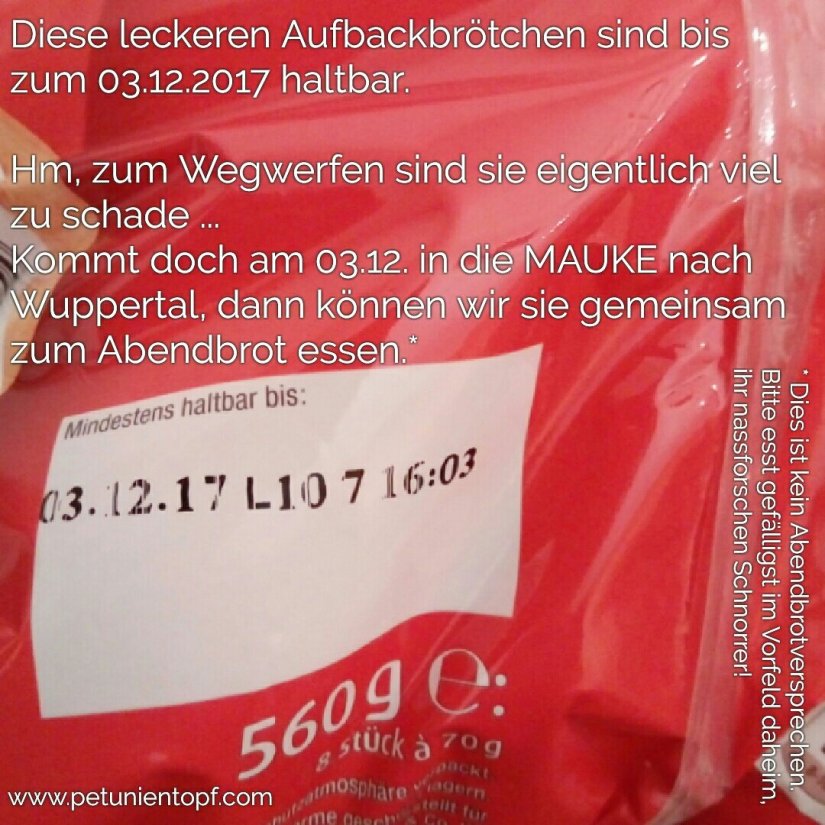 Diese leckeren Aufbackbrötchen sind bis
zum 03.12.2017 haltbar.
Hm, zum Wegwerfen sind sie eigentlich viel
zu schade ...
Kommt doch am 03.12. in die MAUKE nach
Wuppertal, dann können wir sie gemeinsam
zum Abendbrot essen.*
* Dies ist kein Abendbrotversprechen.
Bitte esst gefälligst im Vorfeld daheim,
ihr nassforschen Schnorrer!
Mindestens haltbar bis:
03.12.17 L10 7 16:03
560g e:
8 stück à 70g
www.petunientopf.com